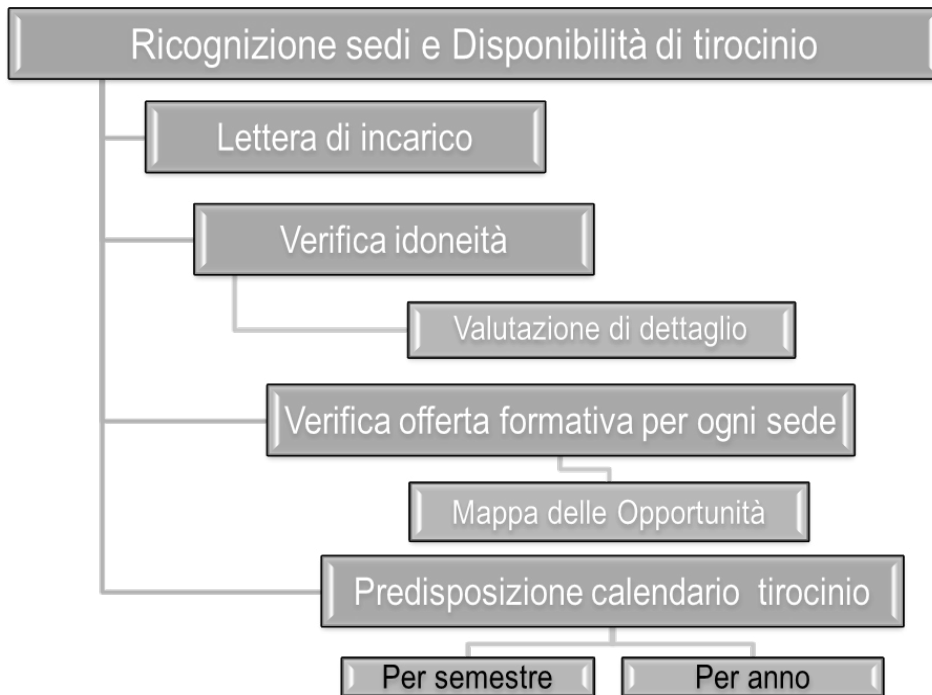 Ricognizione sedi e Disponibilità di tirocinio
Lettera di incarico
Verifica idoneità
Valutazione di dettaglio
Verifica offerta formativa per ogni sede
Mappa delle Opportunità
Predisposizione calendario tirocinio
Per semestre
Per anno